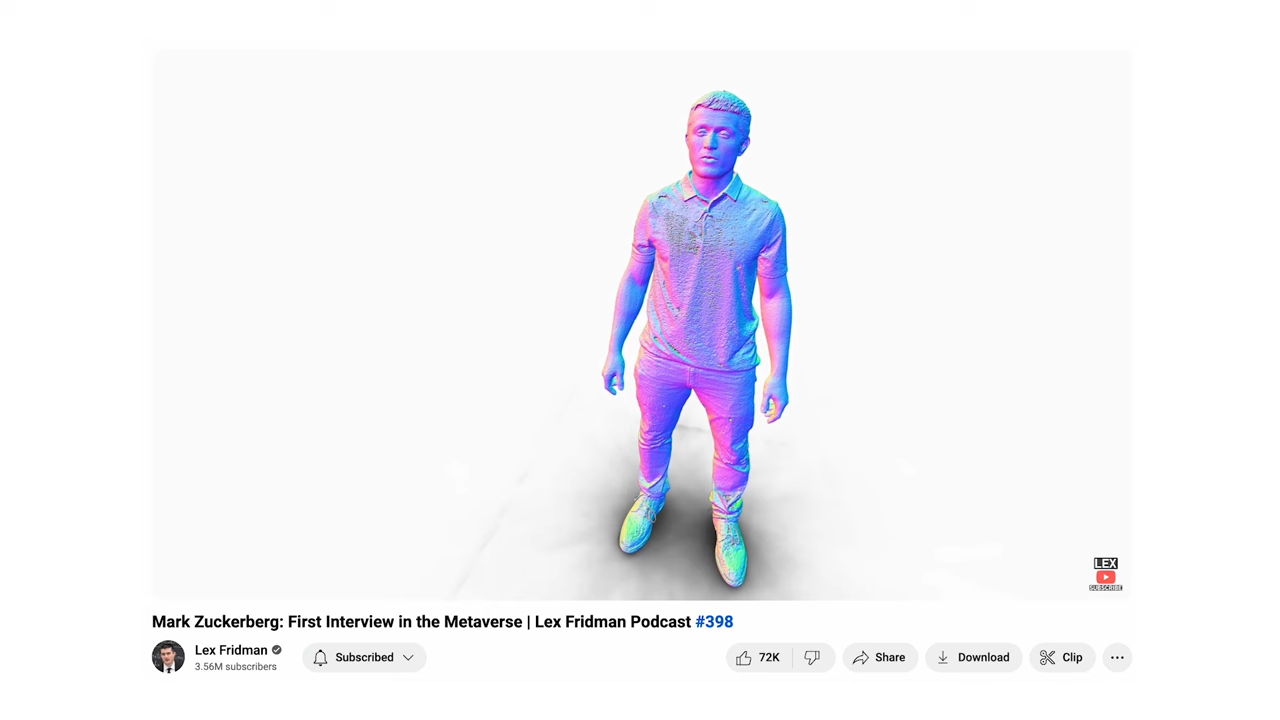 LEX
SUBSCRIBE
Mark Zuckerberg: First Interview in the Metaverse | Lex Fridman Podcast #398
Lex Fridman
3.56M subscribers
Subscribed
72K
Share
Download
Clip